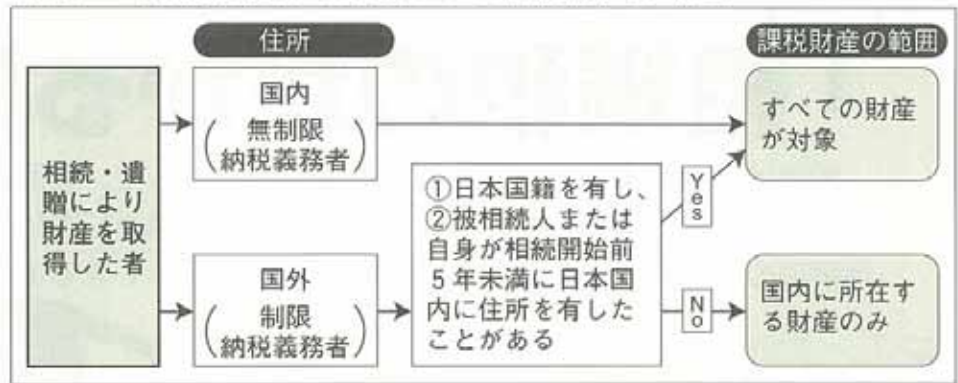 住所
課税財産の範囲
相続・遺
贈により
財産を取
得した者
国内
(無制限
納税義務者)
すべての財産
が対象
国外
(制限
納税義務者)
①日本国籍を有し、
②被相続人または
自身が相続開始前
5年未満に日本国
内に住所を有した
ことがある
Yes
No
国内に所在す
る財産のみ